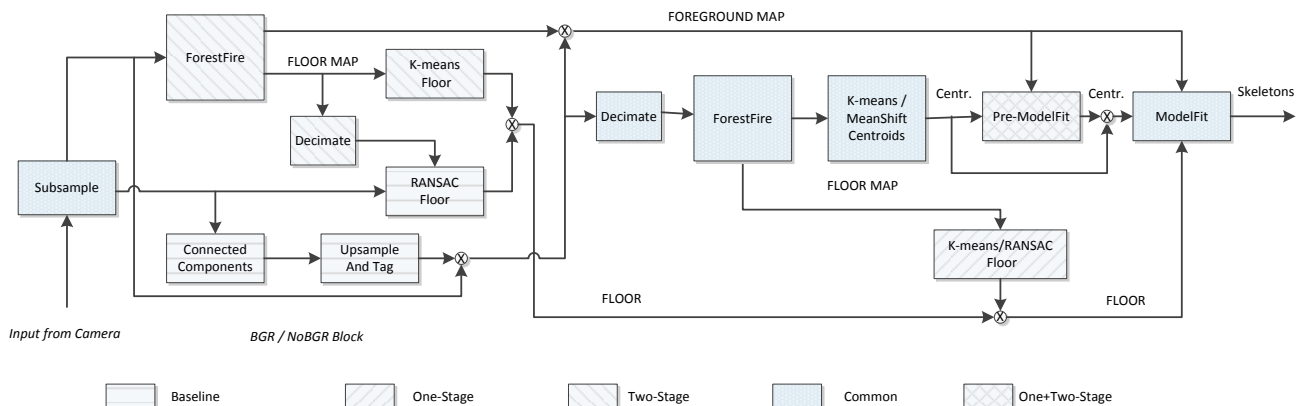 FOREGROUND MAP
ForestFire
FLOOR MAP
K-means
Floor
Decimate
Subsample
RANSAC
Floor
Connected
Components
Upsample
And Tag
X
X
X
Decimate
ForestFire
K-means /
MeanShift
Centroids
Centr.
Pre-ModelFit
Centr.
X
ModelFit
Skeletons
FLOOR MAP
K-means/RANSAC
Floor
FLOOR
X
FLOOR
Input from Camera
BGR / NoBGR Block
Baseline
One-Stage
Two-Stage
Common
One+Two-Stage